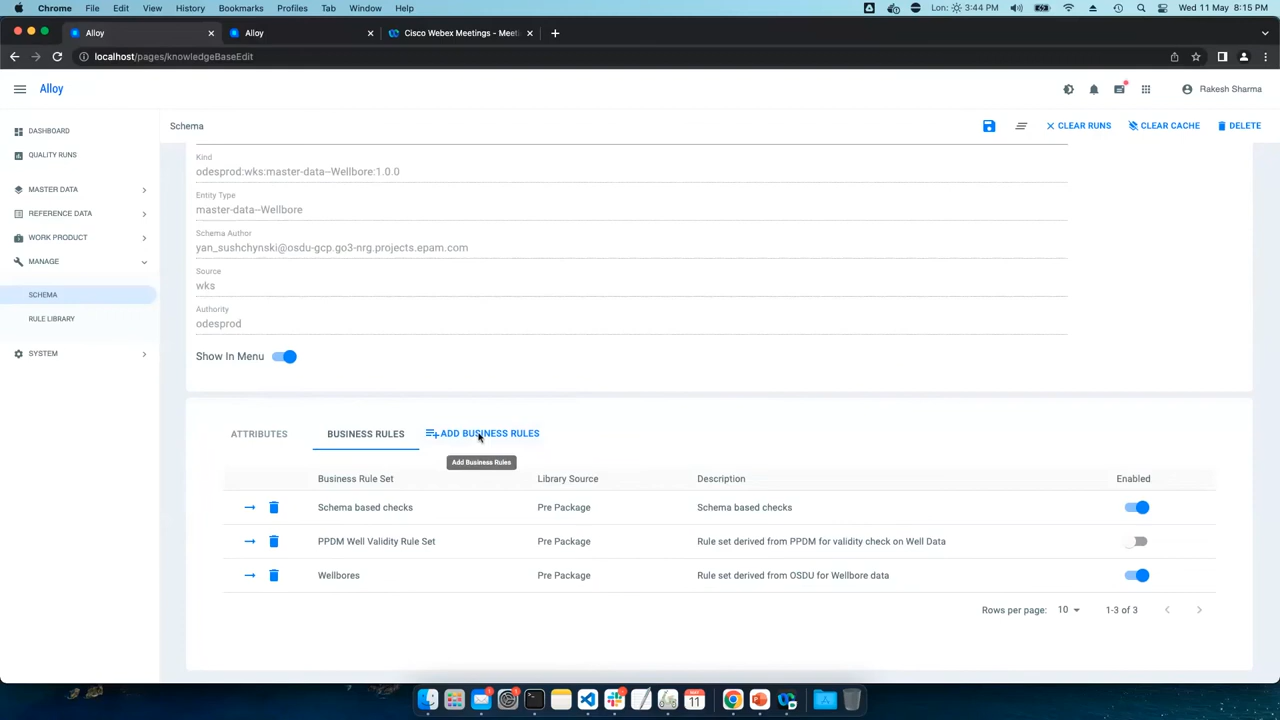 Chrome File Edit View History Bookmarks Profiles Tab Window Help Lon: 3:44 PM Wed 11 May 8:15 PM
Alloy Alloy Cisco Webex Meetings - Meeti
localhost/pages/knowledgeBaseEdit
Alloy Rakesh Sharma
Schema CLEAR RUNS CLEAR CACHE DELETE
DASHBOARD
QUALITY RUNS
MASTER DATA
REFERENCE DATA
WORK PRODUCT
MANAGE
SCHEMA
RULE LIBRARY
SYSTEM
Kind
odesprod:wks:master-data--Wellbore:1.0.0
Entity Type
master-data--Wellbore
Schema Author
yan_sushchynski@osdu-gcp.go3-nrg.projects.epam.com
Source
wks
Authority
odesprod
Show In Menu
ATTRIBUTES BUSINESS RULES ADD BUSINESS RULES
Add Business Rules
Business Rule Set Library Source Description Enabled
Schema based checks Pre Package Schema based checks
PPDM Well Validity Rule Set Pre Package Rule set derived from PPDM for validity check on Well Data
Wellbores Pre Package Rule set derived from OSDU for Wellbore data
Rows per page: 10 1-3 of 3
MAY
11